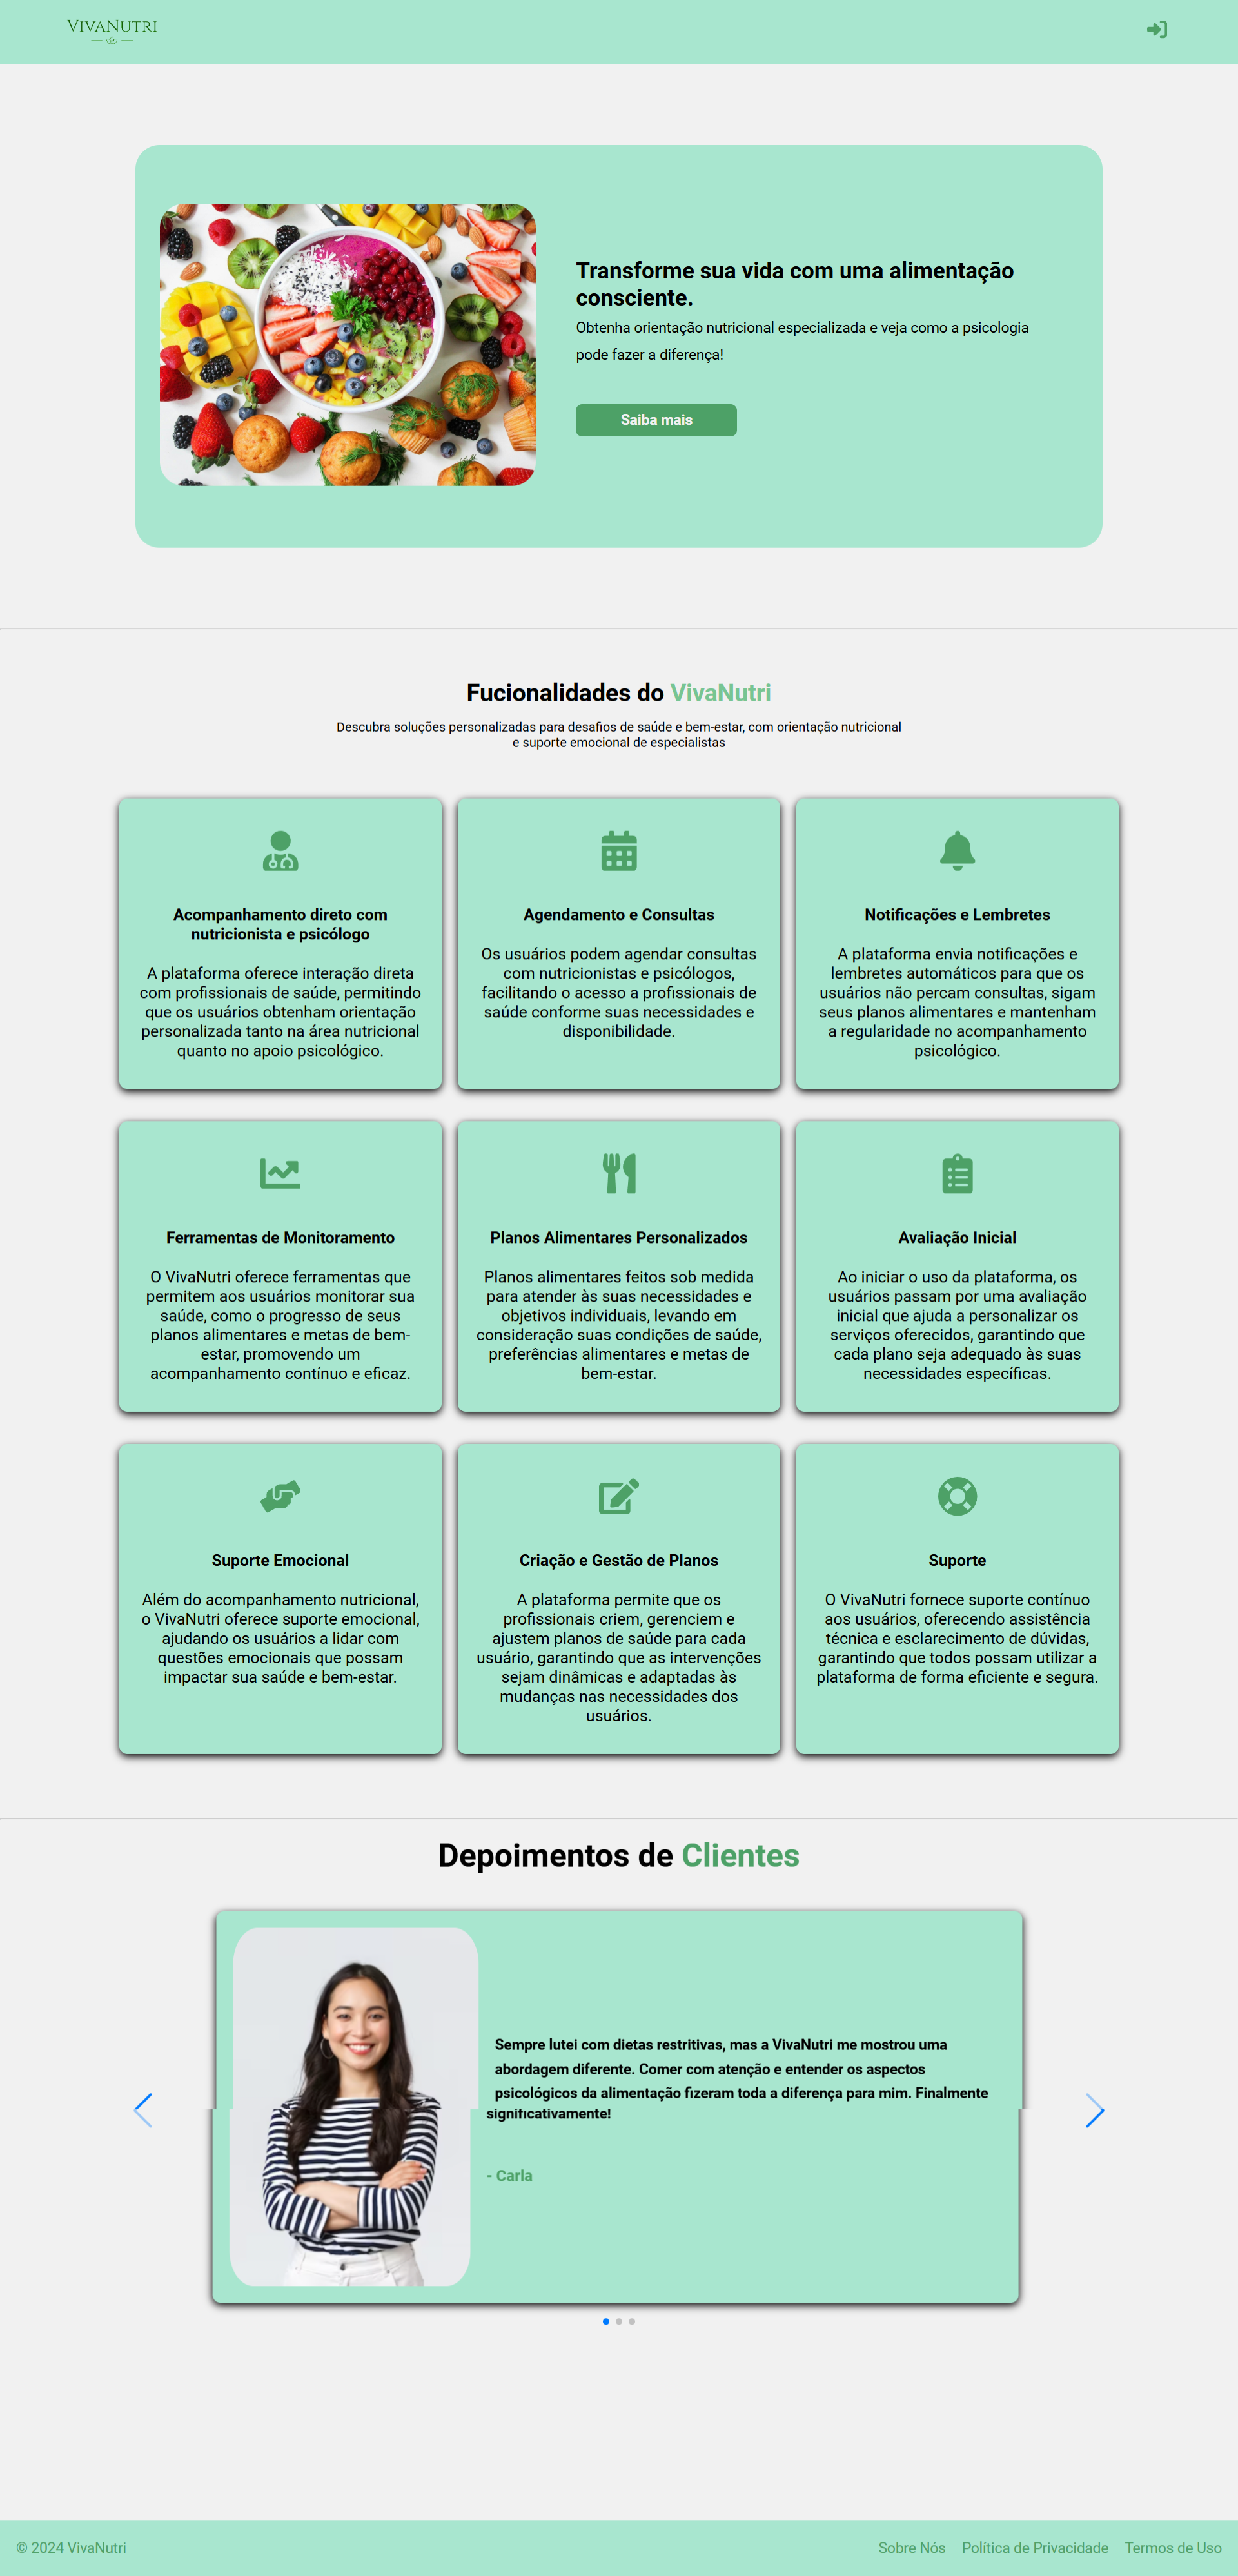 VivaNutri
Transforme sua vida com uma alimentação
consciente.
Obtenha orientação nutricional especializada e veja como a psicologia
pode fazer a diferença!
Saiba mais
Fucionalidades do VivaNutri
Descubra soluções personalizadas para desafios de saúde e bem-estar, com orientação nutricional
e suporte emocional de especialistas
Acompanhamento direto com
nutricionista e psicólogo
A plataforma oferece interação direta
com profissionais de saúde, permitindo
que os usuários obtenham orientação
personalizada tanto na área nutricional
quanto no apoio psicológico.
Agendamento e Consultas
Os usuários podem agendar consultas
com nutricionistas e psicólogos,
facilitando o acesso a profissionais de
saúde conforme suas necessidades e
disponibilidade.
Notificações e Lembretes
A plataforma envia notificações e
lembretes automáticos para que os
usuários não percam consultas, sigam
seus planos alimentares e mantenham
a regularidade no acompanhamento
psicológico.
Ferramentas de Monitoramento
O VivaNutri oferece ferramentas que
permitem aos usuários monitorar sua
saúde, como o progresso de seus
planos alimentares e metas de bem-
estar, promovendo um
acompanhamento contínuo e eficaz.
Planos Alimentares Personalizados
Planos alimentares feitos sob medida
para atender às suas necessidades e
objetivos individuais, levando em
consideração suas condições de saúde,
preferências alimentares e metas de
bem-estar.
Avaliação Inicial
Ao iniciar o uso da plataforma, os
usuários passam por uma avaliação
inicial que ajuda a personalizar os
serviços oferecidos, garantindo que
cada plano seja adequado às suas
necessidades específicas.
Suporte Emocional
Além do acompanhamento nutricional,
o VivaNutri oferece suporte emocional,
ajudando os usuários a lidar com
questões emocionais que possam
impactar sua saúde e bem-estar.
Criação e Gestão de Planos
A plataforma permite que os
profissionais criem, gerenciem e
ajustem planos de saúde para cada
usuário, garantindo que as intervenções
sejam dinâmicas e adaptadas às
mudanças nas necessidades dos
usuários.
Suporte
O VivaNutri fornece suporte contínuo
aos usuários, oferecendo assistência
técnica e esclarecimento de dúvidas,
garantindo que todos possam utilizar a
plataforma de forma eficiente e segura.
Depoimentos de Clientes
Sempre lutei com dietas restritivas, mas a VivaNutri me mostrou uma
abordagem diferente. Comer com atenção e entender os aspectos
psicológicos da alimentação fizeram toda a diferença para mim. Finalmente
significativamente!
- Carla
© 2024 VivaNutri
Sobre Nós Política de Privacidade Termos de Uso